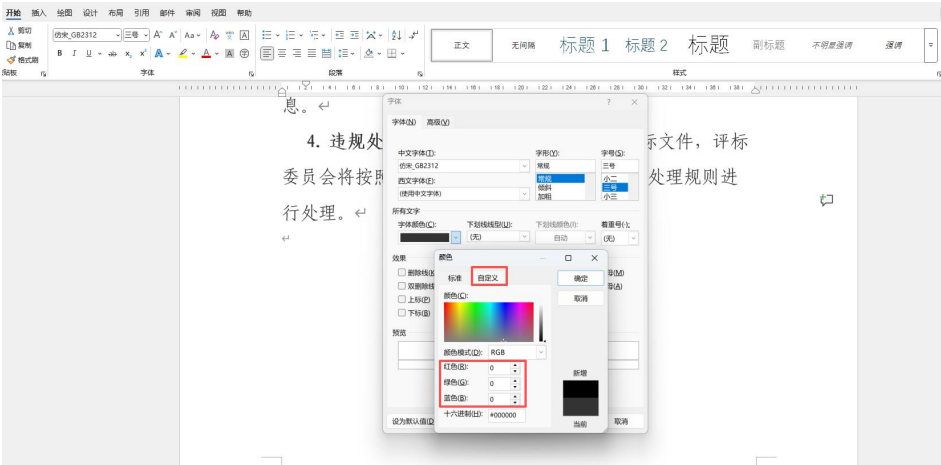 开始 插入 绘图 设计 布局 引用 邮件 审阅 视图 帮助
剪切
复制
格式刷
贴板
仿宋_GB2312 三号
字体
段落
正文 无间隔 标题 1 标题 2 标题 副标题 不明显强调 强调
样式
息。
4. 违规处
标文件，评标
委员会将按照
处理规则进
行处理。
字体
字体(N) 高级(V)
中文字体(T): 字形(Y): 字号(S):
仿宋_GB2312 常规 三号
西文字体(F): 常规 小二
(使用中文字体) 倾斜 三号
加粗 小三
所有文字
字体颜色(C): 下划线线型(U): 下划线颜色(I): 着重号(·):
(无) 自动 (无)
效果
删除线(K
双删除线
上标(P)
下标(B)
母(M)
母(A)
预览
设为默认值(D
取消
颜色
标准 自定义
确定
取消
颜色(C):
颜色模式(D): RGB
红色(R): 0
绿色(G): 0
蓝色(B): 0
十六进制(H): #000000
新增
当前